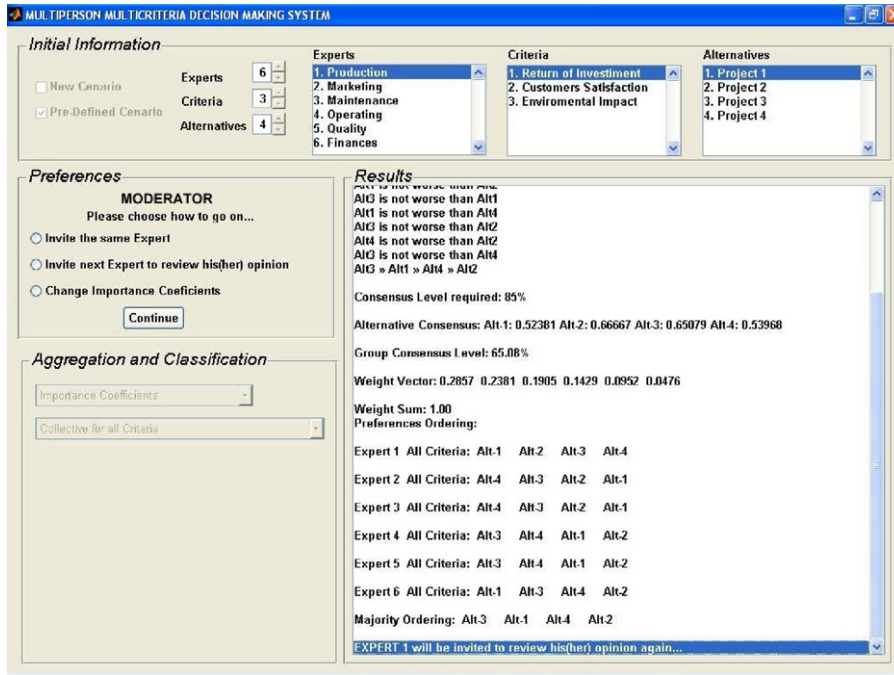 MULTIPERSON MULTICRITERIA DECISION MAKING SYSTEM
Initial Information
New Cenario
Pre-Defined Cenario
Experts 6
Criteria 3
Alternatives 4
Experts
1. Production
2. Marketing
3. Maintenance
4. Operating
5. Quality
6. Finances
Criteria
1. Return of Investiment
2. Customers Satisfaction
3. Enviromental Impact
Alternatives
1. Project 1
2. Project 2
3. Project 3
4. Project 4
Preferences
MODERATOR
Please choose how to go on...
Invite the same Expert
Invite next Expert to review his(her) opinion
Change Importance Coeficients
Continue
Aggregation and Classification
Importance Coefficients
Collective for all Criteria
Results
Alt1 is not worse than Alt2
Alt3 is not worse than Alt1
Alt1 is not worse than Alt4
Alt3 is not worse than Alt2
Alt4 is not worse than Alt2
Alt3 is not worse than Alt4
Alt3 » Alt1 » Alt4 » Alt2
Consensus Level required: 85%
Alternative Consensus: Alt-1: 0.52381 Alt-2: 0.66667 Alt-3: 0.65079 Alt-4: 0.53968
Group Consensus Level: 65.08%
Weight Vector: 0.2857 0.2381 0.1905 0.1429 0.0952 0.0476
Weight Sum: 1.00
Preferences Ordering:
Expert 1 All Criteria: Alt-1 Alt-2 Alt-3 Alt-4
Expert 2 All Criteria: Alt-4 Alt-3 Alt-2 Alt-1
Expert 3 All Criteria: Alt-4 Alt-3 Alt-2 Alt-1
Expert 4 All Criteria: Alt-3 Alt-4 Alt-1 Alt-2
Expert 5 All Criteria: Alt-3 Alt-4 Alt-1 Alt-2
Expert 6 All Criteria: Alt-1 Alt-3 Alt-4 Alt-2
Majority Ordering: Alt-3 Alt-1 Alt-4 Alt-2
EXPERT 1 will be invited to review his(her) opinion again...